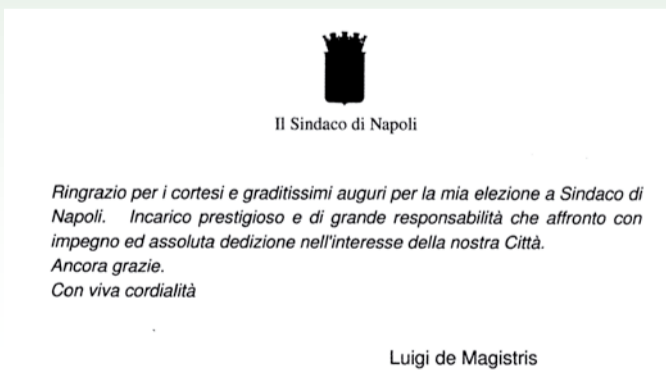 Il Sindaco di Napoli
Ringrazio per i cortesi e graditissimi auguri per la mia elezione a Sindaco di
Napoli. Incarico prestigioso e di grande responsabilità che affronto con
impegno ed assoluta dedizione nell'interesse della nostra Città.
Ancora grazie.
Con viva cordialità
Luigi de Magistris